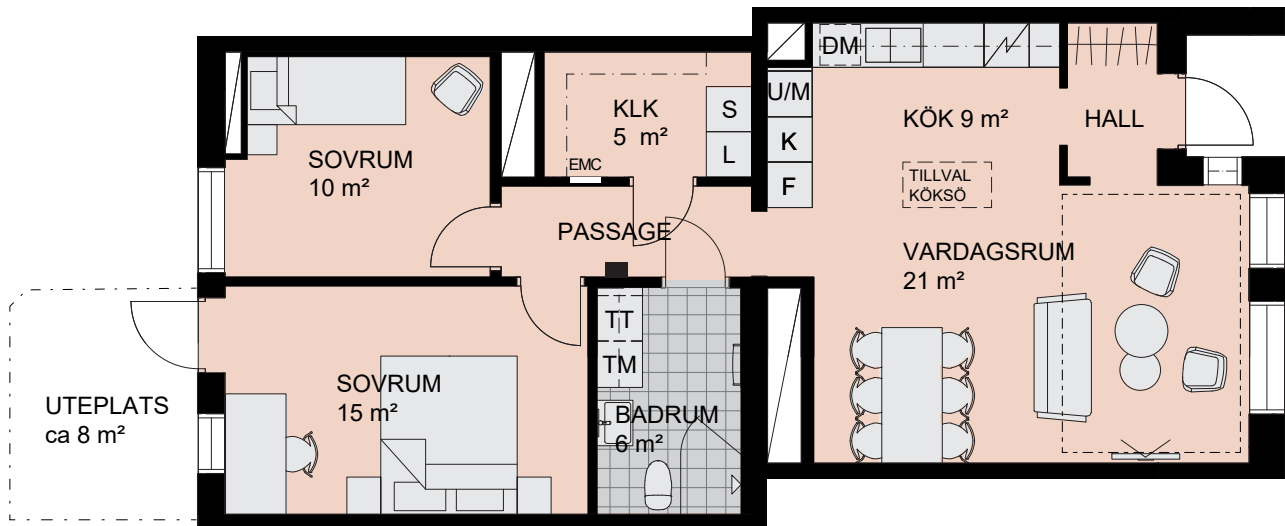 SOVRUM
10 m²
KLK
5 m²
S
L
EMC
DM
U/M
K
F
KÖK 9 m²
HALL
TILLVAL
KÖKSÖ
PASSAGE
VARDAGSRUM
21 m²
UTEPLATS
ca 8 m²
SOVRUM
15 m²
TT
TM
BADRUM
6 m²